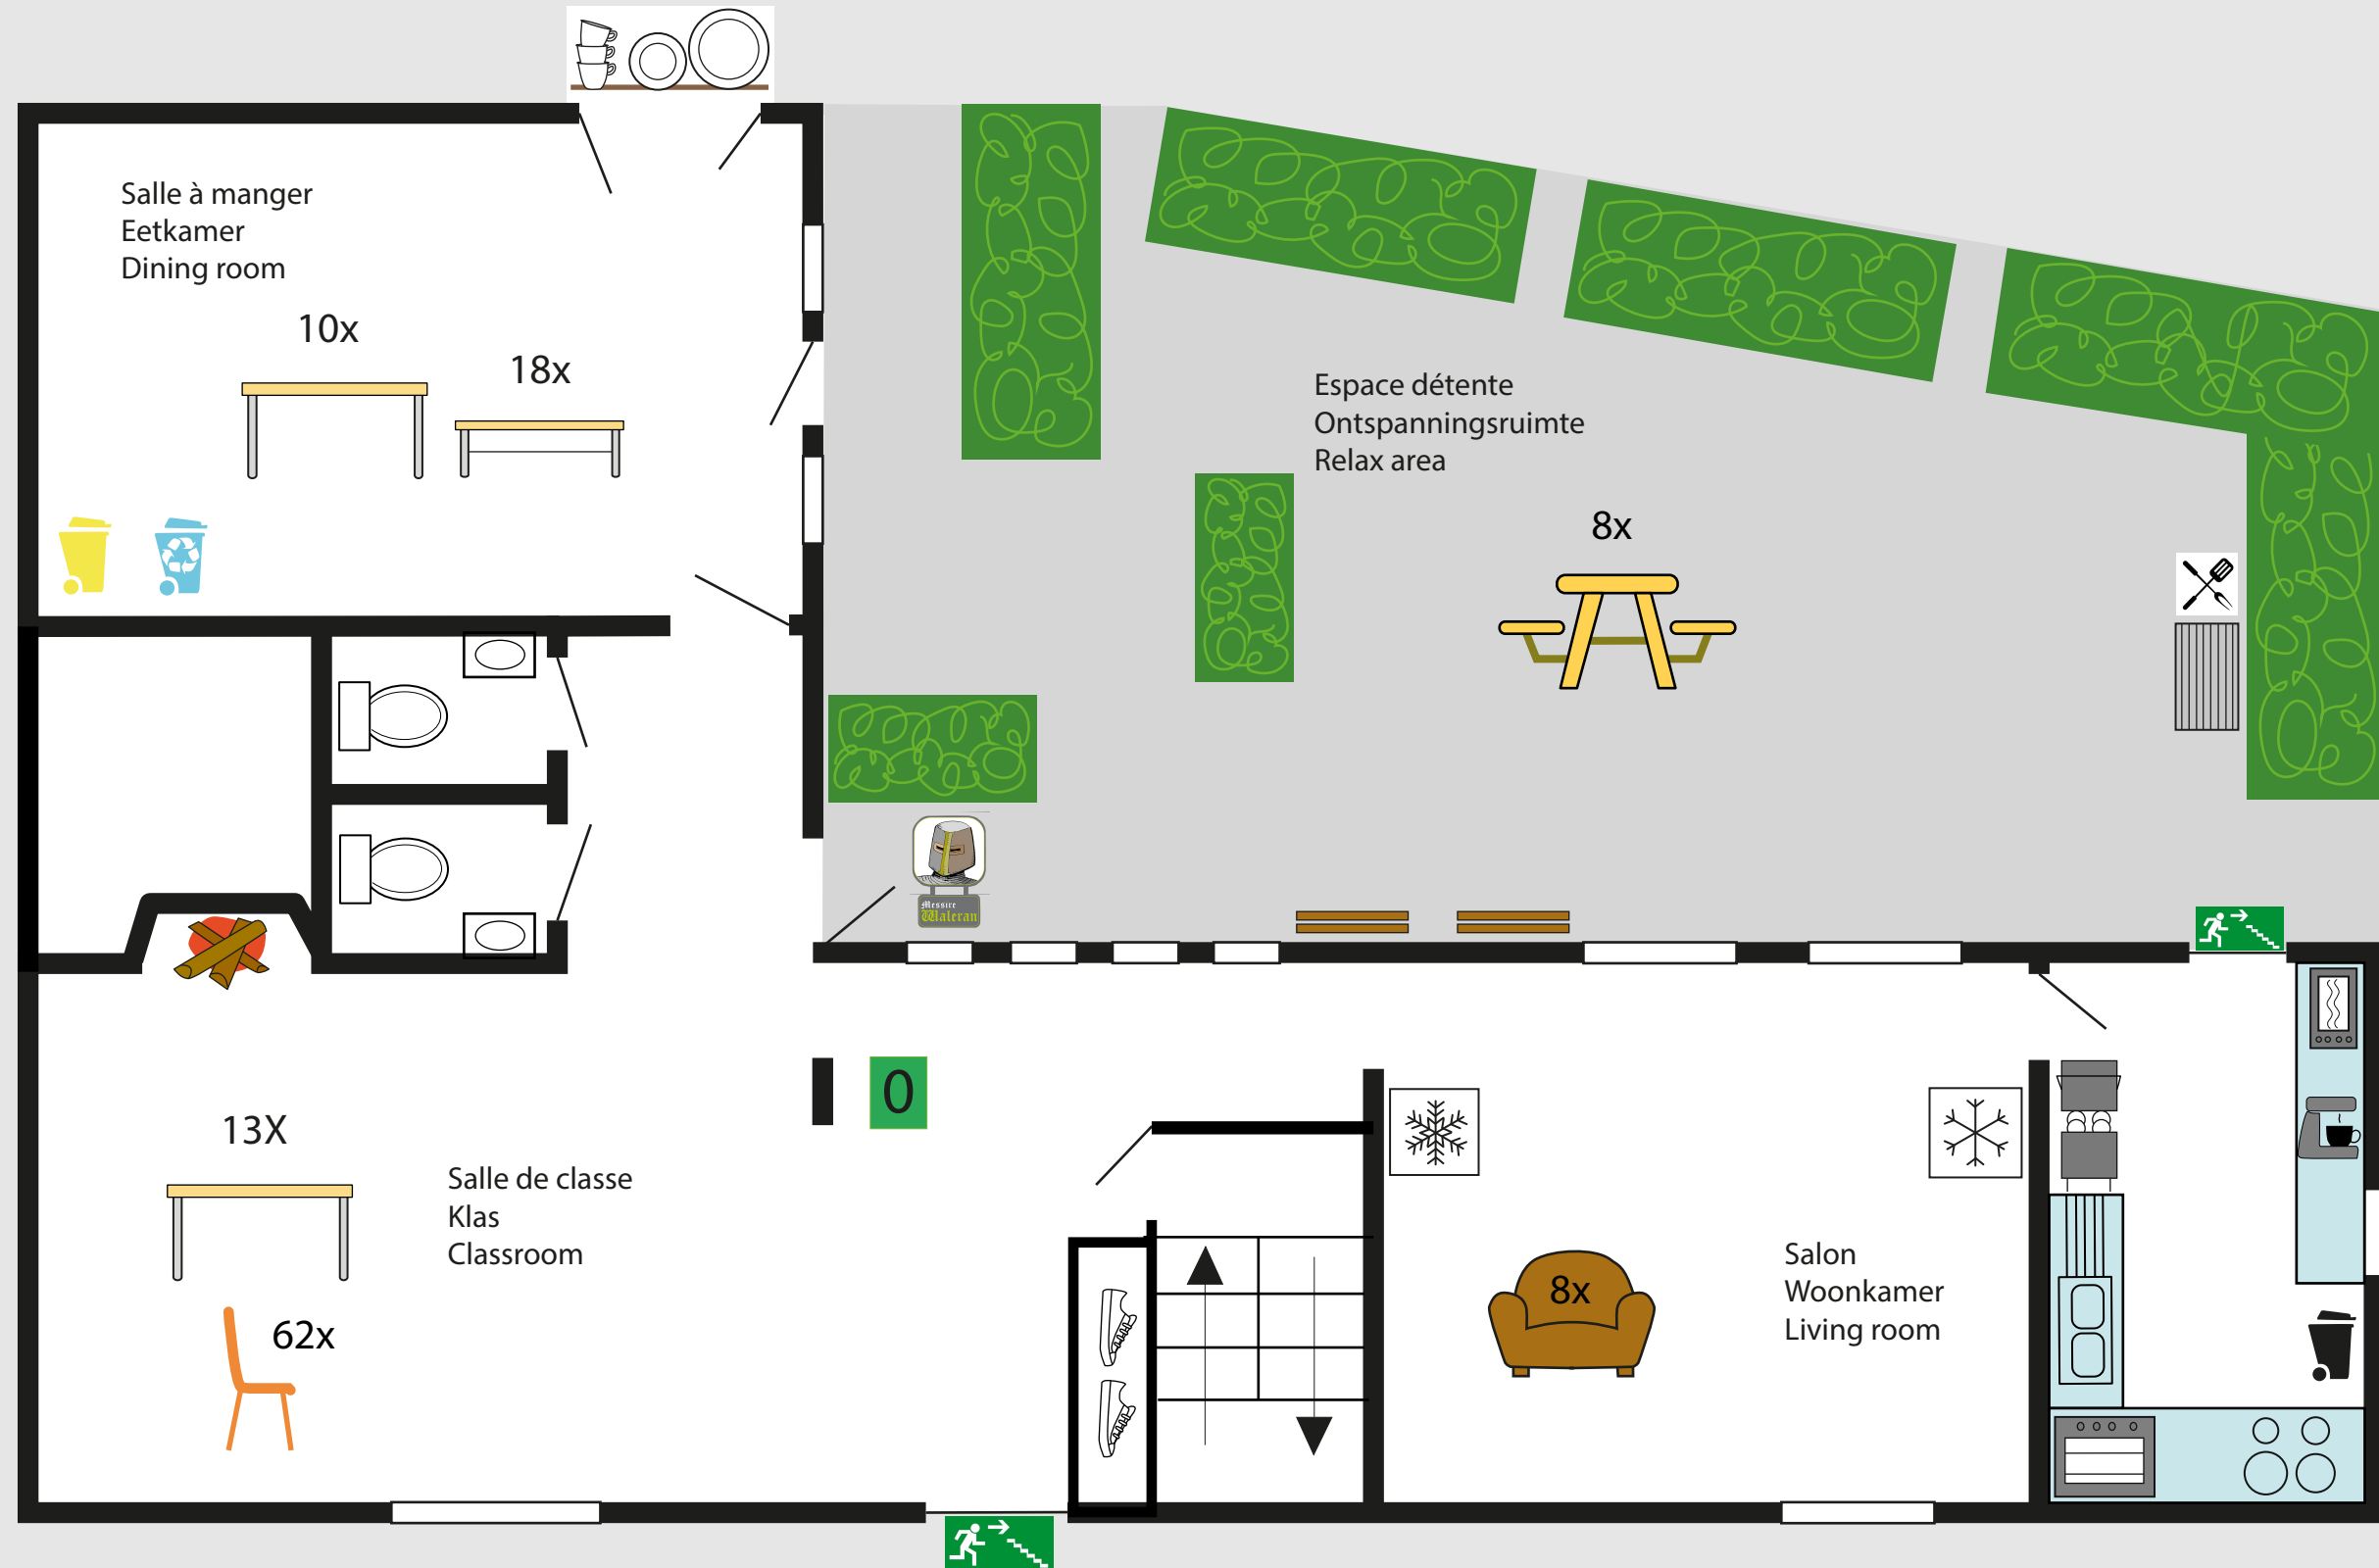 Salle à manger
Eetkamer
Dining room
10x
18x
Espace détente
Ontspanningsruimte
Relax area
8x
Messire
Waleran
0
13X
Salle de classe
Klas
Classroom
62x
8x
Salon
Woonkamer
Living room